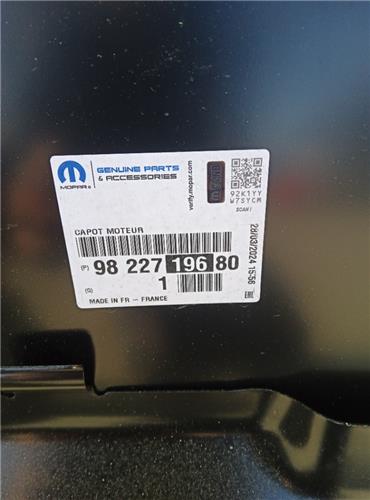 MOPAR®
GENUINE PARTS
& ACCESSORIES
verify.mopar.com
92K1YY
W7SYCM
SCAN!
CAPOT MOTEUR
28/03/2024 15:56
(P) 98 227 196 80
(Q) 1
MADE IN FR - FRANCE
EAC